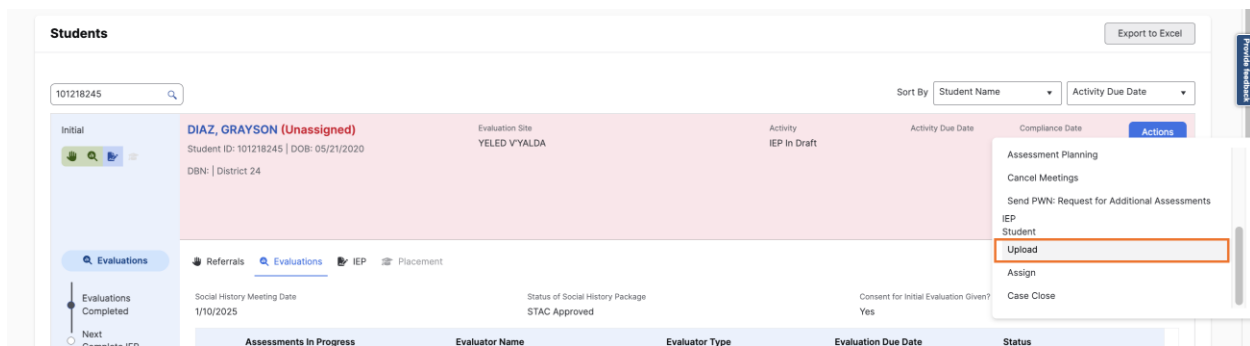 Students
Export to Excel
Provide feedback
101218245
Sort By Student Name Activity Due Date
Initial
DIAZ, GRAYSON (Unassigned)
Student ID: 101218245 | DOB: 05/21/2020
DBN: | District 24
Evaluation Site
YELED V'YALDA
Activity
IEP In Draft
Activity Due Date
Compliance Date
Actions
Assessment Planning
Cancel Meetings
Send PWN: Request for Additional Assessments
IEP
Student
Upload
Assign
Case Close
Evaluations
Referrals Evaluations IEP Placement
Evaluations
Completed
Next
Complete IEP
Social History Meeting Date
1/10/2025
Status of Social History Package
STAC Approved
Consent for Initial Evaluation Given?
Yes
Assessments In Progress Evaluator Name Evaluator Type Evaluation Due Date Status